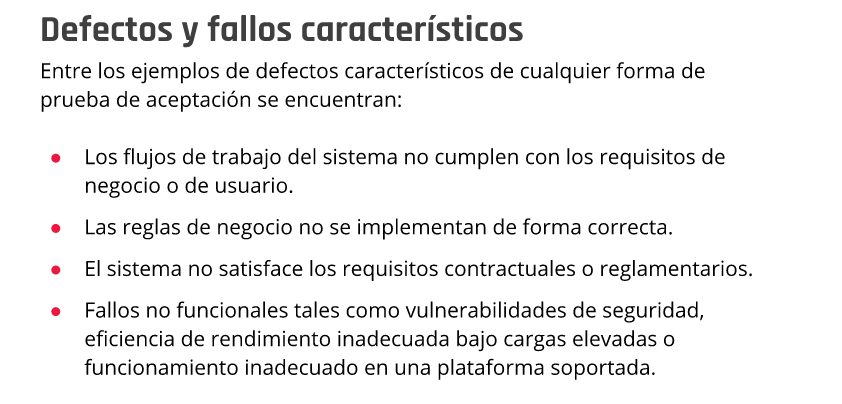 Defectos y fallos característicos
Entre los ejemplos de defectos característicos de cualquier forma de
prueba de aceptación se encuentran:
● Los flujos de trabajo del sistema no cumplen con los requisitos de
negocio o de usuario.
● Las reglas de negocio no se implementan de forma correcta.
● El sistema no satisface los requisitos contractuales o reglamentarios.
● Fallos no funcionales tales como vulnerabilidades de seguridad,
eficiencia de rendimiento inadecuada bajo cargas elevadas o
funcionamiento inadecuado en una plataforma soportada.